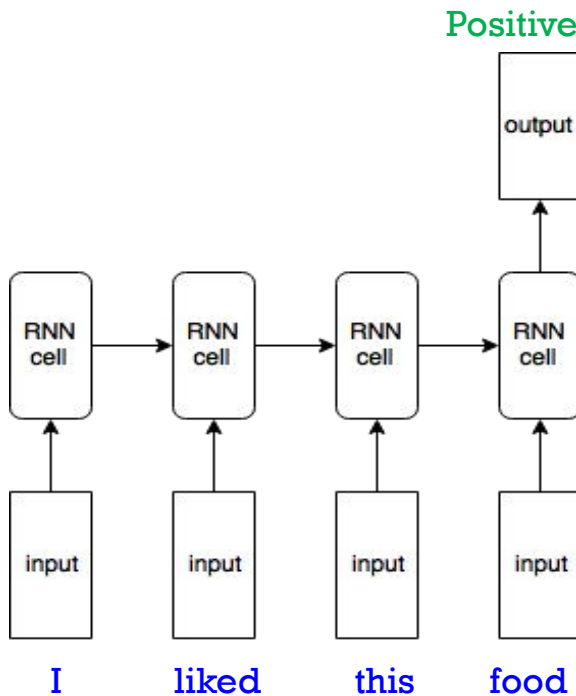 Positive
output
RNN cell RNN cell RNN cell RNN cell
input input input input
I liked this food